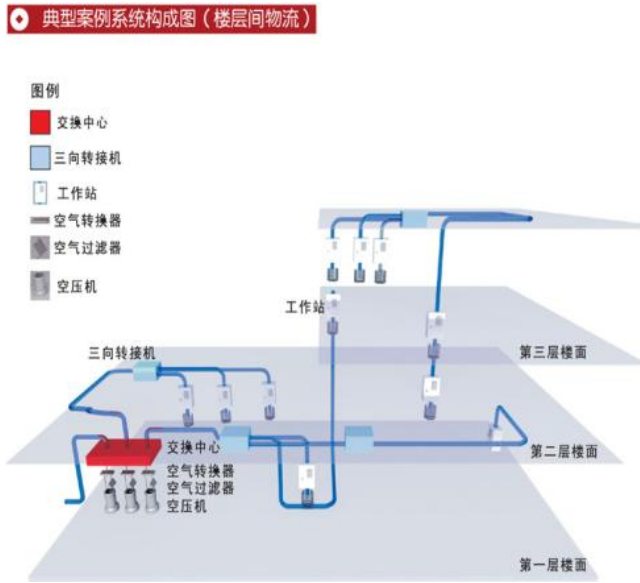 典型案例系统构成图（楼层间物流）
图例
交换中心
三向转接机
工作站
空气转换器
空气过滤器
空压机
工作站
三向转接机
第三层楼面
交换中心
空气转换器
空气过滤器
空压机
第二层楼面
第一层楼面